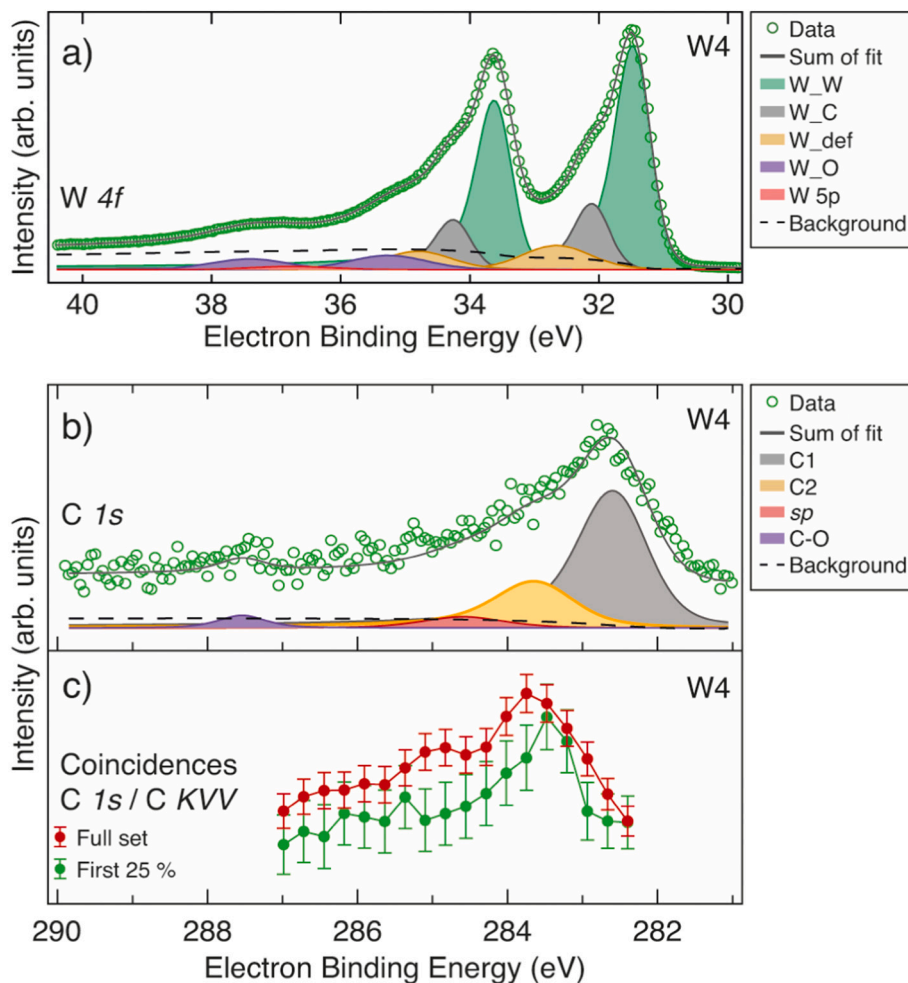 a)
W4
W 4f
Intensity (arb. units)
40 38 36 34 32 30
Electron Binding Energy (eV)
Data
Sum of fit
W_W
W_C
W_def
W_O
W 5p
Background
b)
W4
C 1s
Intensity (arb. units)
Data
Sum of fit
C1
C2
sp
C-O
Background
c)
W4
Coincidences
C 1s / C KVV
Full set
First 25 %
290 288 286 284 282
Electron Binding Energy (eV)